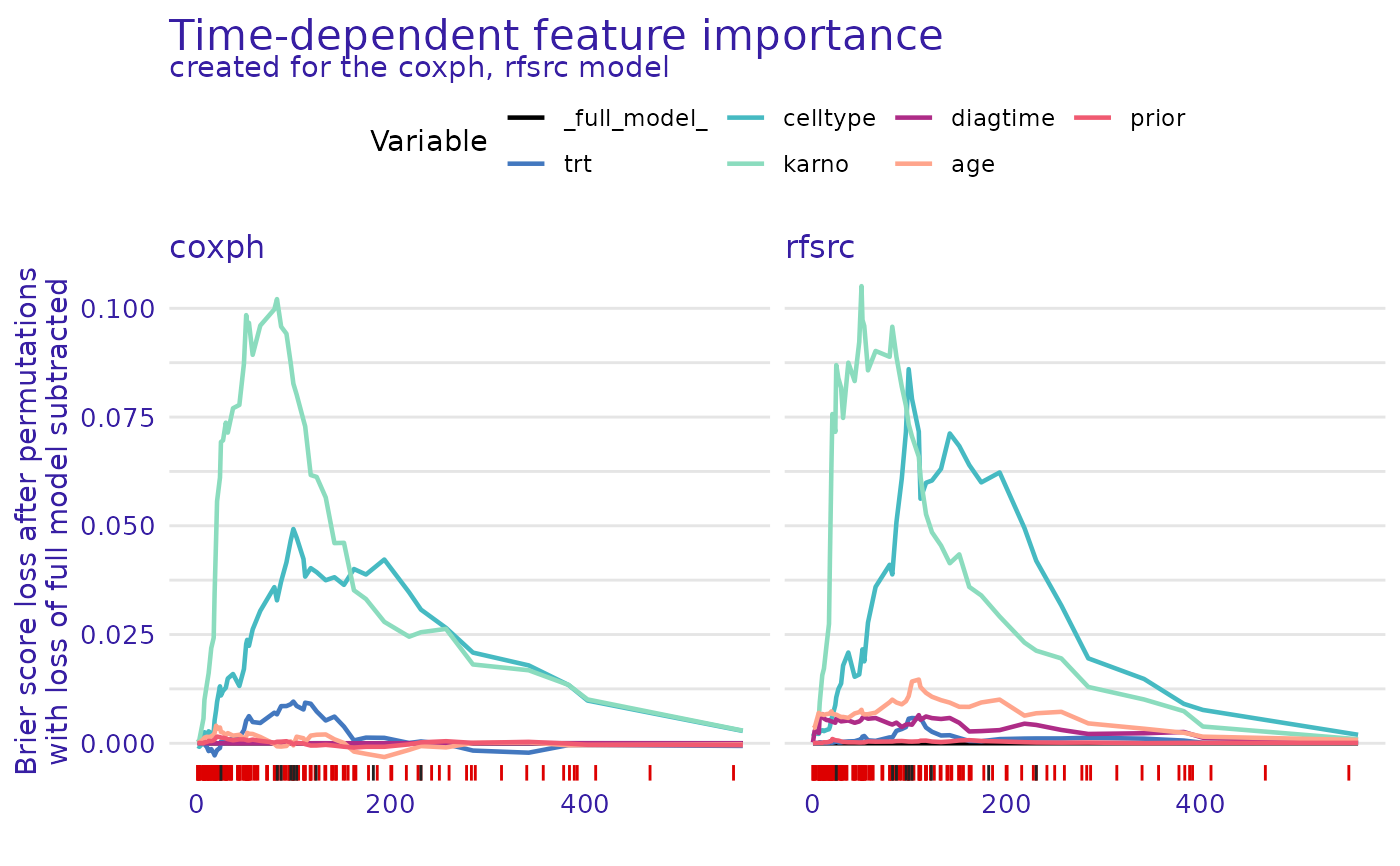 Time-dependent feature importance
created for the coxph, rfsrc model
Variable
_full_model_
celltype
diagtime
prior
trt
karno
age
coxph
rfsrc
Brier score loss after permutations
with loss of full model subtracted
0.100
0.075
0.050
0.025
0.000
0
200
400
0
200
400